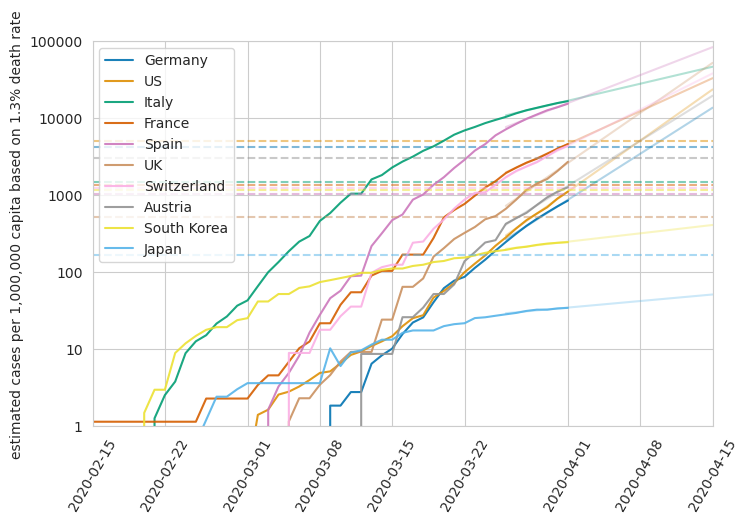 estimated cases per 1,000,000 capita based on 1.3% death rate
100000
10000
1000
100
10
1
Germany
US
Italy
France
Spain
UK
Switzerland
Austria
South Korea
Japan
2020-02-15
2020-02-22
2020-03-01
2020-03-08
2020-03-15
2020-03-22
2020-04-01
2020-04-08
2020-04-15